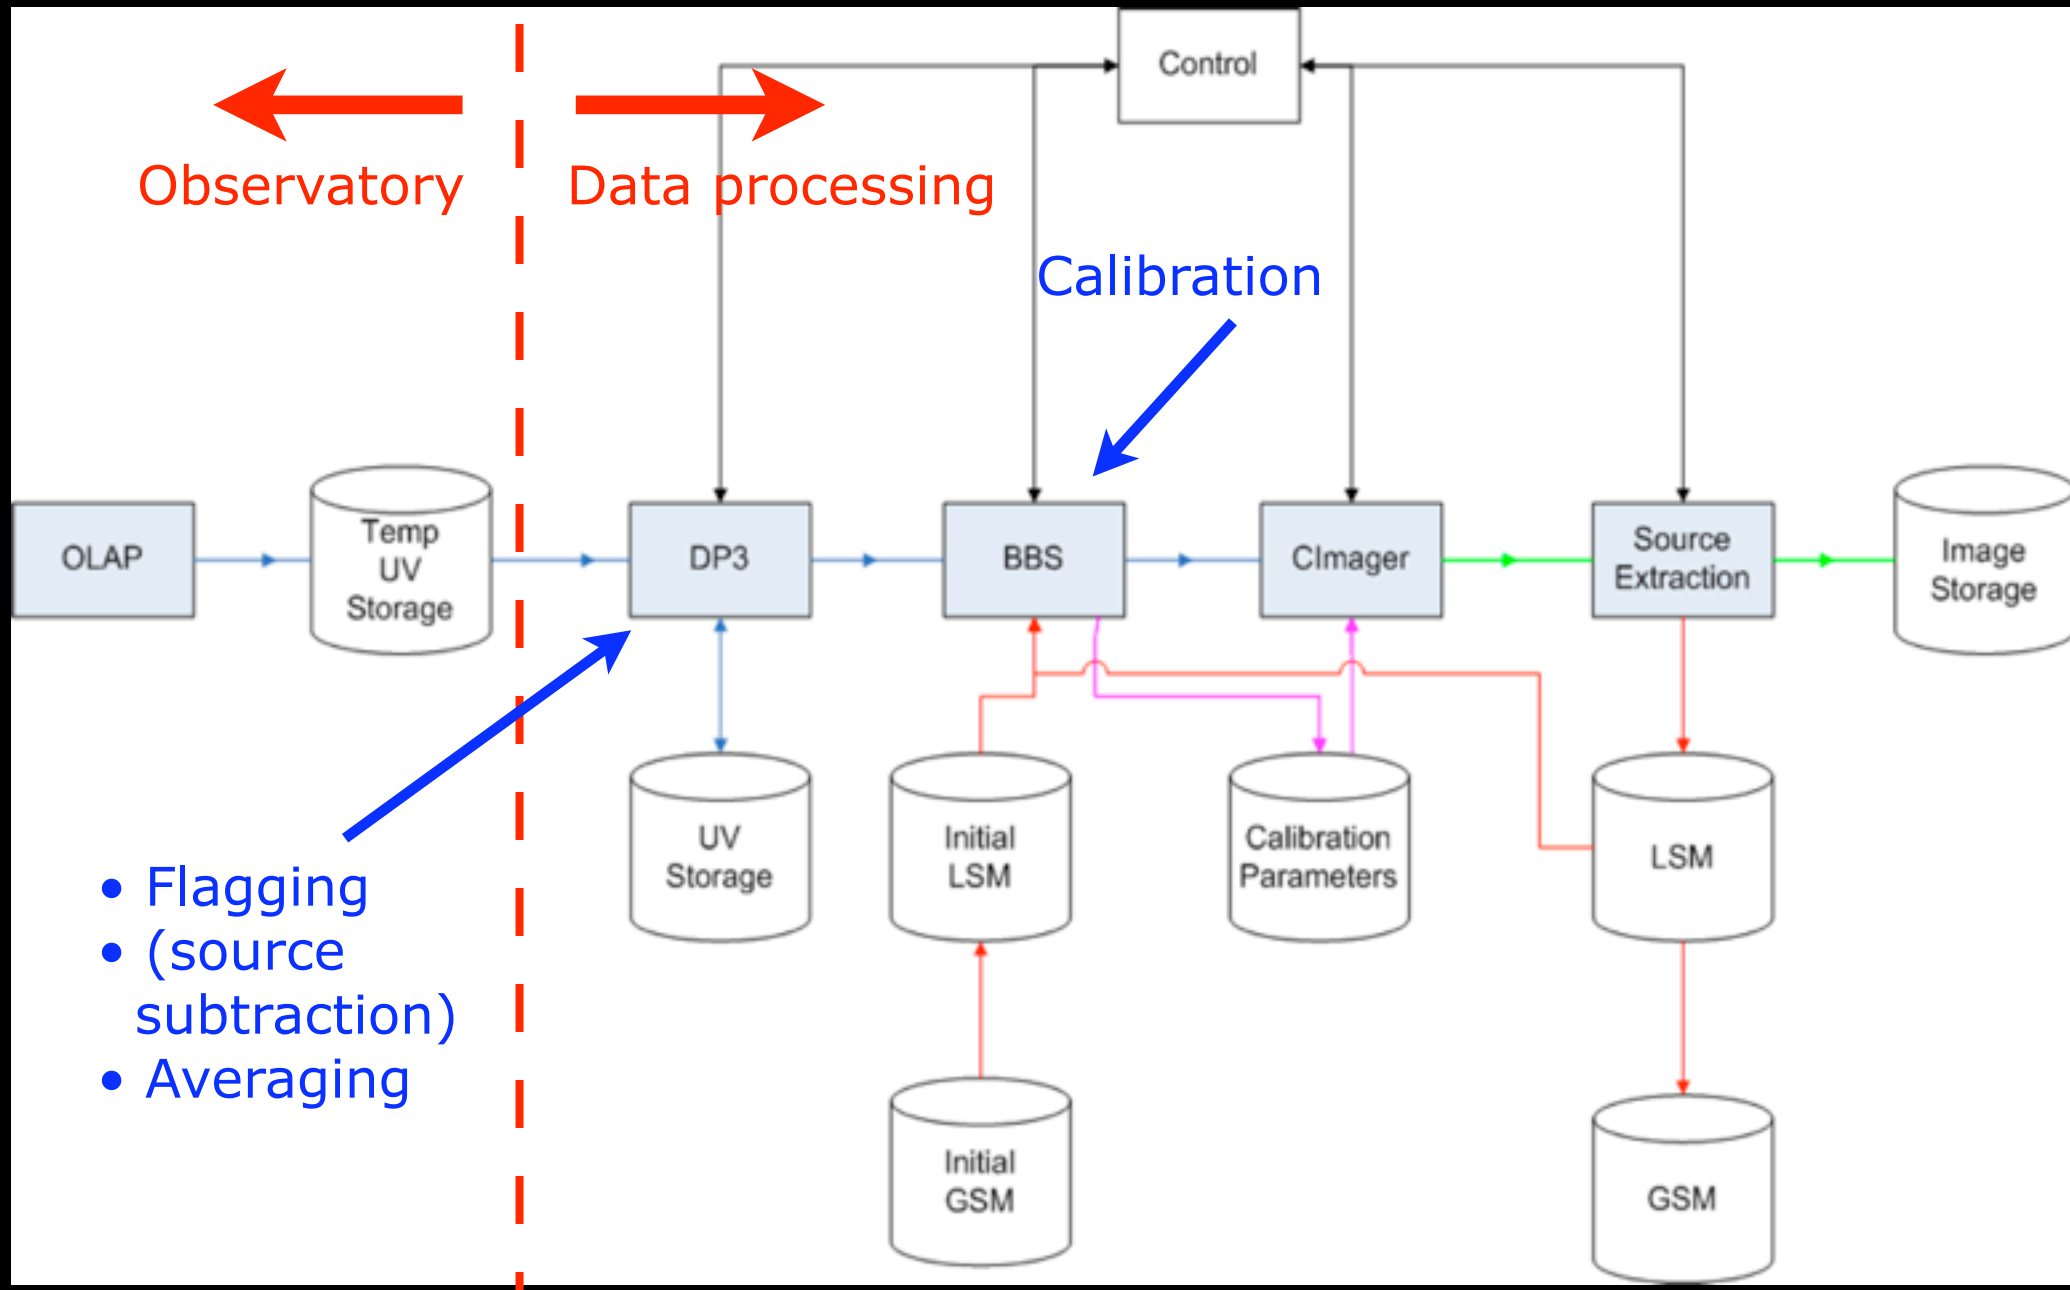 Control
Observatory
Data processing
Calibration
OLAP
Temp
UV
Storage
DP3
BBS
CImager
Source
Extraction
Image
Storage
UV
Storage
Initial
LSM
Calibration
Parameters
LSM
• Flagging
• (source
subtraction)
• Averaging
Initial
GSM
GSM